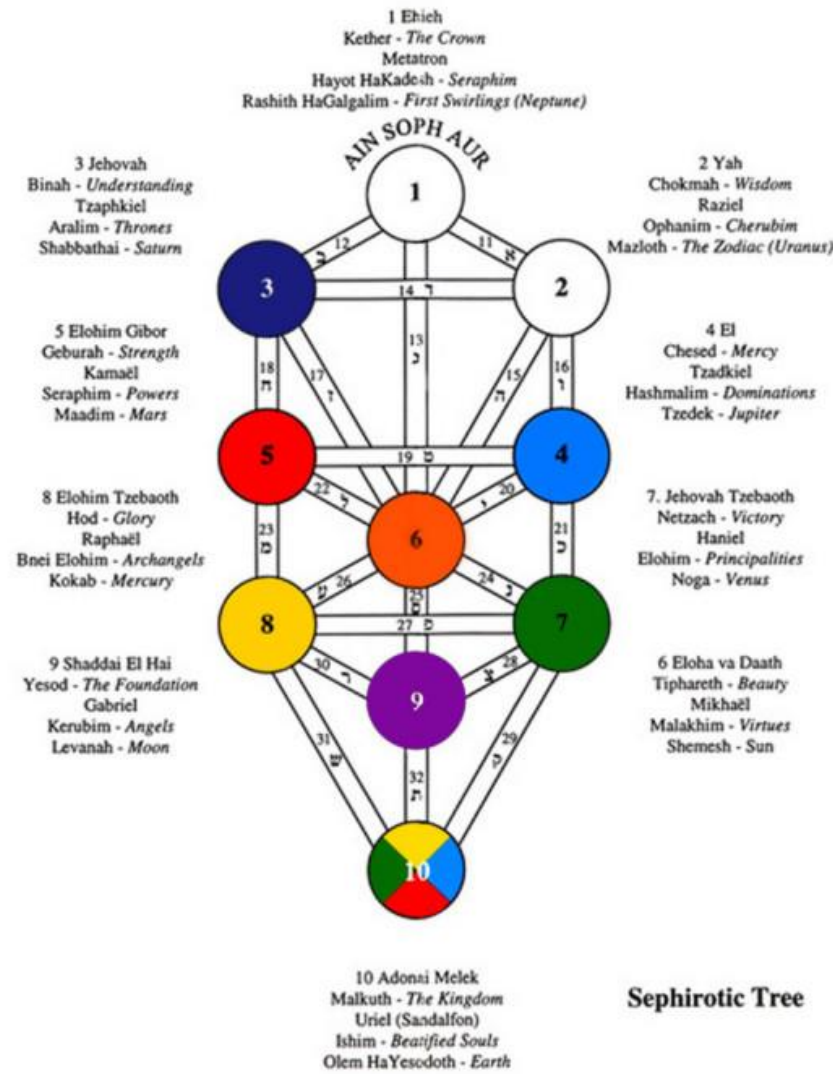 1 Ehieh
Kether - The Crown
Metatron
Hayot HaKadesh - Seraphim
Rashith HaGalgalim - First Swirlings (Neptune)
AIN SOPH AUR
1
3 Jehovah
Binah - Understanding
Tzaphkiel
Aralim - Thrones
Shabbathai - Saturn
2 Yah
Chokmah - Wisdom
Raziel
Ophanim - Cherubim
Mazloth - The Zodiac (Uranus)
12 ב
11 א
3
14 ד
2
13
18 ח
17 ז
15 ה
16 ו
5 Elohim Gibor
Geburah - Strength
Kamaël
Seraphim - Powers
Maadim - Mars
4 El
Chesed - Mercy
Tzadkiel
Hashmalim - Dominations
Tzedek - Jupiter
5
19 ט
4
22 ל
20 י
6
8 Elohim Tzebaoth
Hod - Glory
Raphaël
Bnei Elohim - Archangels
Kokab - Mercury
7. Jehovah Tzebaoth
Netzach - Victory
Haniel
Elohim - Principalities
Noga - Venus
23 מ
21 כ
26 ע
25 ס
24 נ
8
27 פ
7
30 ר
28 צ
9
9 Shaddai El Hai
Yesod - The Foundation
Gabriel
Kerubim - Angels
Levanah - Moon
6 Eloha va Daath
Tiphareth - Beauty
Mikhaël
Malakhim - Virtues
Shemesh - Sun
31 ש
32 ת
29 ק
10
10 Adonai Melek
Malkuth - The Kingdom
Uriel (Sandalfon)
Ishim - Beatified Souls
Olem HaYesodoth - Earth
Sephirotic Tree